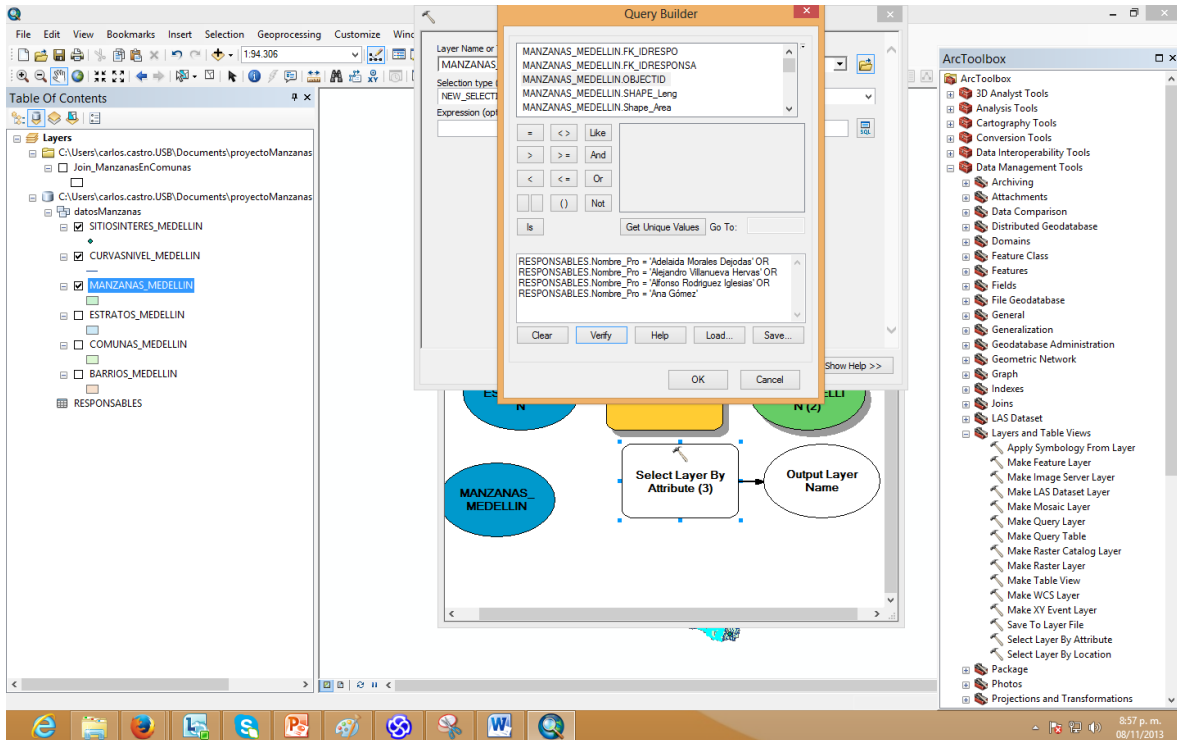 Query Builder
File Edit View Bookmarks Insert Selection Geoprocessing Customize
1:94.306
Table Of Contents
Layers
C:\Users\carlos.castro.USB\Documents\proyectoManzanas
Join_ManzanasEnComunas
C:\Users\carlos.castro.USB\Documents\proyectoManzanas
datosManzanas
SITIOSINTERES_MEDELLIN
CURVASNIVEL_MEDELLIN
MANZANAS_MEDELLIN
ESTRATOS_MEDELLIN
COMUNAS_MEDELLIN
BARRIOS_MEDELLIN
RESPONSABLES
Layer Name or
MANZANAS_
Selection type
NEW_SELECTI
Expression
SQL
MANZANAS_MEDELLIN.FK_IDRESPO
MANZANAS_MEDELLIN.FK_IDRESPONSA
MANZANAS_MEDELLIN.OBJECTID
MANZANAS_MEDELLIN.SHAPE_Leng
MANZANAS_MEDELLIN.Shape_Area
= < > Like
> > = And
< < = Or
( ) Not
Is Get Unique Values Go To:
RESPONSABLES.Nombre_Pro = 'Adelaida Morales Dejodas' OR
RESPONSABLES.Nombre_Pro = 'Alejandro Villanueva Hervas' OR
RESPONSABLES.Nombre_Pro = 'Alfonso Rodriguez Iglesias' OR
RESPONSABLES.Nombre_Pro = 'Ana Gómez'
Clear Verify Help Load... Save...
OK Cancel
Show Help >>
N
N (2)
MANZANAS_
MEDELLIN
Select Layer By
Attribute (3)
Output Layer
Name
ArcToolbox
ArcToolbox
3D Analyst Tools
Analysis Tools
Cartography Tools
Conversion Tools
Data Interoperability Tools
Data Management Tools
Archiving
Attachments
Data Comparison
Distributed Geodatabase
Domains
Feature Class
Features
Fields
File Geodatabase
General
Generalization
Geodatabase Administration
Geometric Network
Graph
Indexes
Joins
LAS Dataset
Layers and Table Views
Apply Symbology From Layer
Make Feature Layer
Make Image Server Layer
Make LAS Dataset Layer
Make Mosaic Layer
Make Query Layer
Make Query Table
Make Raster Catalog Layer
Make Raster Layer
Make Table View
Make WCS Layer
Make XY Event Layer
Save To Layer File
Select Layer By Attribute
Select Layer By Location
Package
Photos
Projections and Transformations
8:57 p. m.
08/11/2013